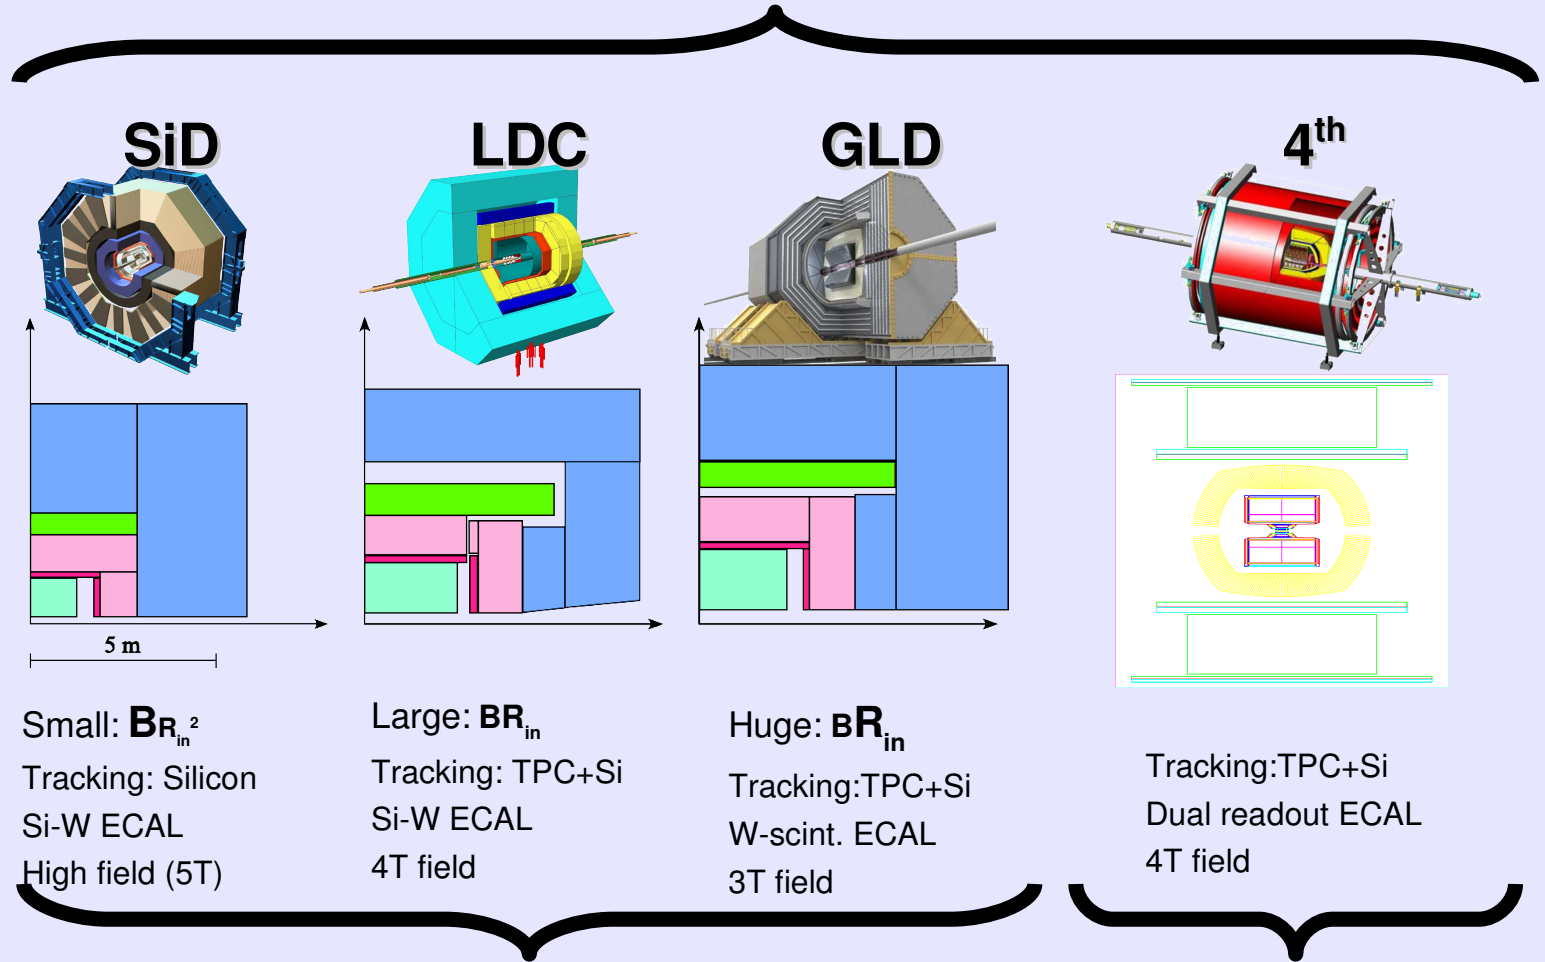 SiD
LDC
GLD
4th
5 m
Small: BRin2
Tracking: Silicon
Si-W ECAL
High field (5T)
Large: BRin
Tracking: TPC+Si
Si-W ECAL
4T field
Huge: BRin
Tracking:TPC+Si
W-scint. ECAL
3T field
Tracking:TPC+Si
Dual readout ECAL
4T field